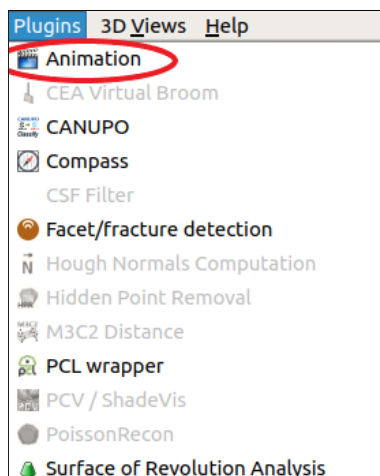 Plugins 3D Views Help
Animation
CEA Virtual Broom
CANUPO
Compass
CSF Filter
Facet/fracture detection
Hough Normals Computation
Hidden Point Removal
M3C2 Distance
PCL wrapper
PCV / ShadeVis
PoissonRecon
Surface of Revolution Analysis